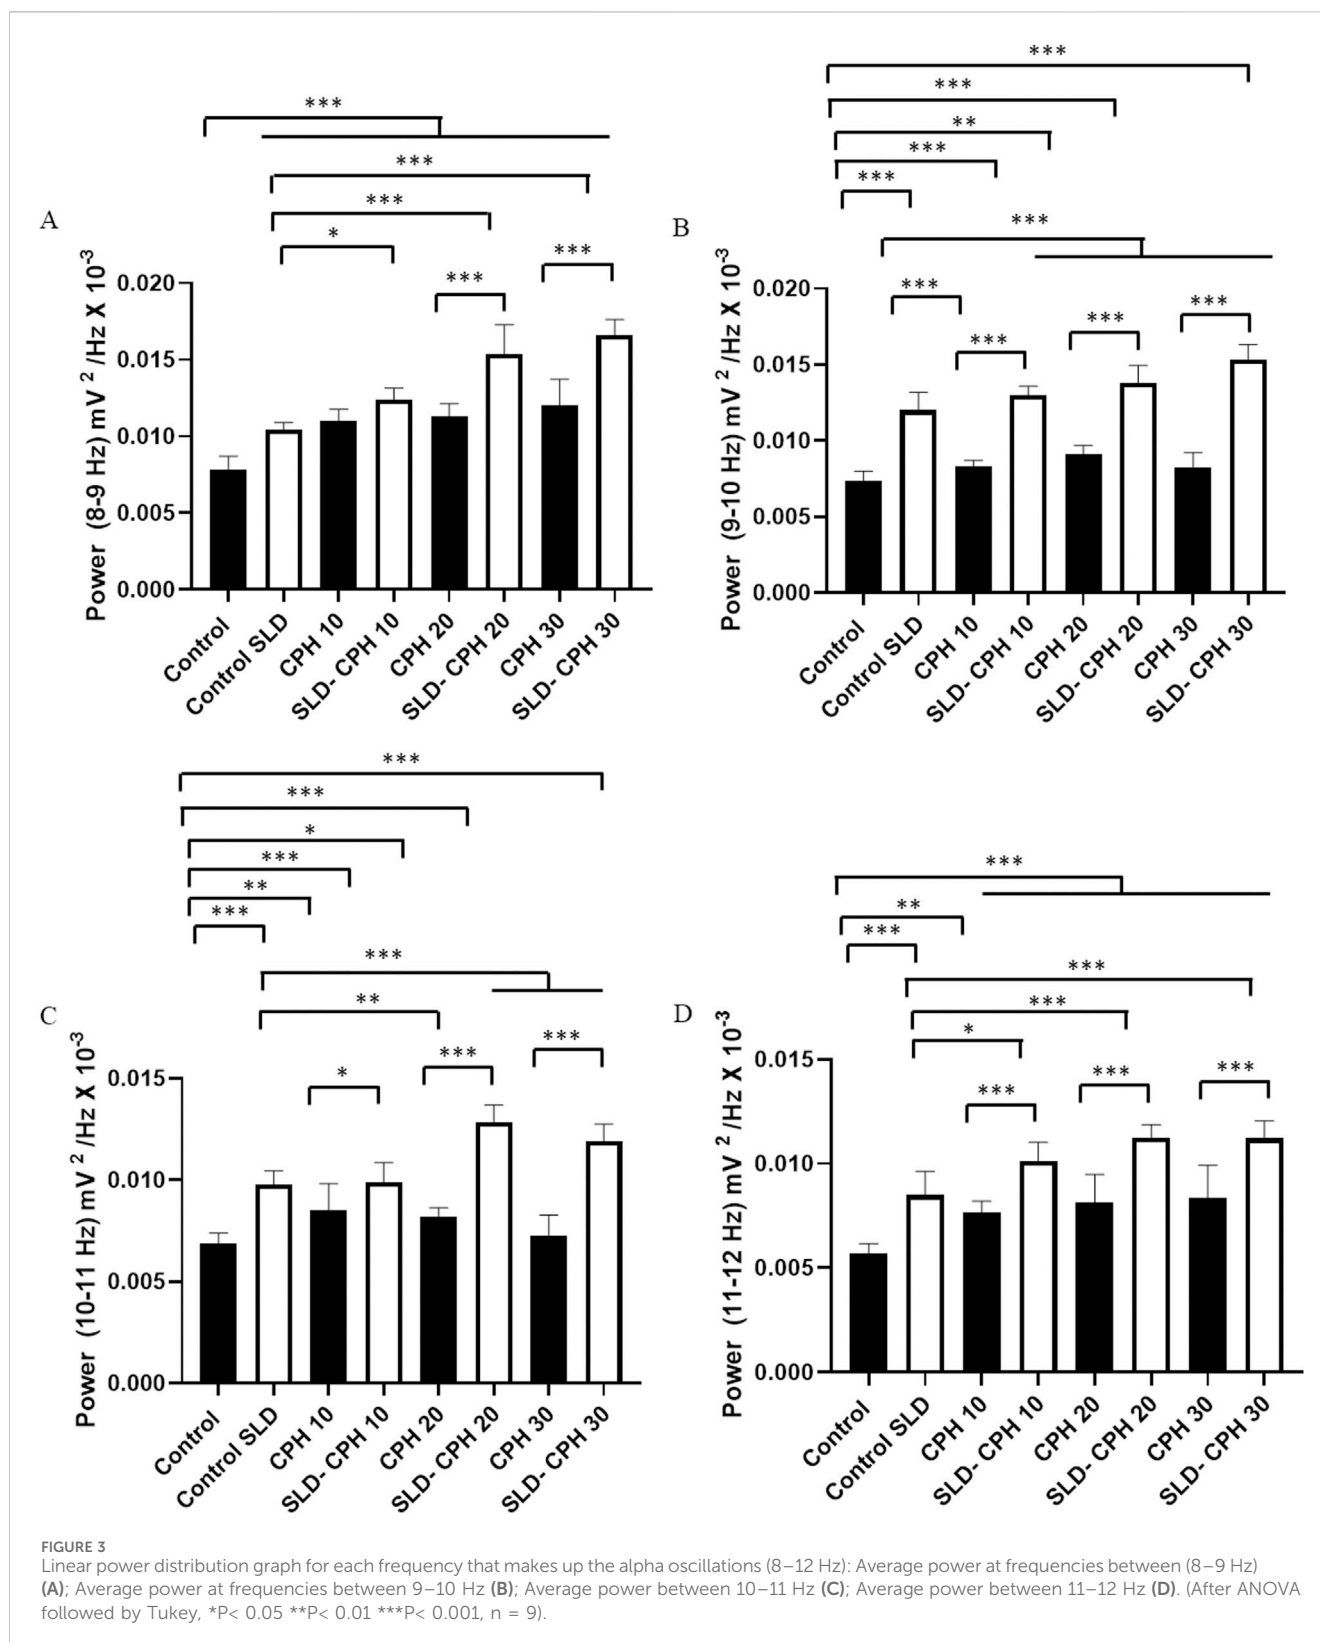 ***
***
***
*
***
***
A
Power (8-9 Hz) mV 2 /Hz X 10-3
0.020
0.015
0.010
0.005
0.000
Control
Control SLD
CPH 10
SLD- CPH 10
CPH 20
SLD- CPH 20
CPH 30
SLD- CPH 30
***
***
**
***
***
***
***
***
***
***
B
Power (9-10 Hz) mV 2 /Hz X 10-3
0.020
0.015
0.010
0.005
0.000
Control
Control SLD
CPH 10
SLD- CPH 10
CPH 20
SLD- CPH 20
CPH 30
SLD- CPH 30
***
***
*
***
**
***
***
**
*
***
***
C
Power (10-11 Hz) mV 2 /Hz X 10-3
0.015
0.010
0.005
0.000
Control
Control SLD
CPH 10
SLD- CPH 10
CPH 20
SLD- CPH 20
CPH 30
SLD- CPH 30
***
**
***
***
***
*
***
***
***
D
Power (11-12 Hz) mV 2 /Hz X 10-3
0.015
0.010
0.005
0.000
Control
Control SLD
CPH 10
SLD- CPH 10
CPH 20
SLD- CPH 20
CPH 30
SLD- CPH 30
FIGURE 3
Linear power distribution graph for each frequency that makes up the alpha oscillations (8–12 Hz): Average power at frequencies between (8–9 Hz)
(A); Average power at frequencies between 9–10 Hz (B); Average power between 10–11 Hz (C); Average power between 11–12 Hz (D). (After ANOVA
followed by Tukey, *P< 0.05 **P< 0.01 ***P< 0.001, n = 9).